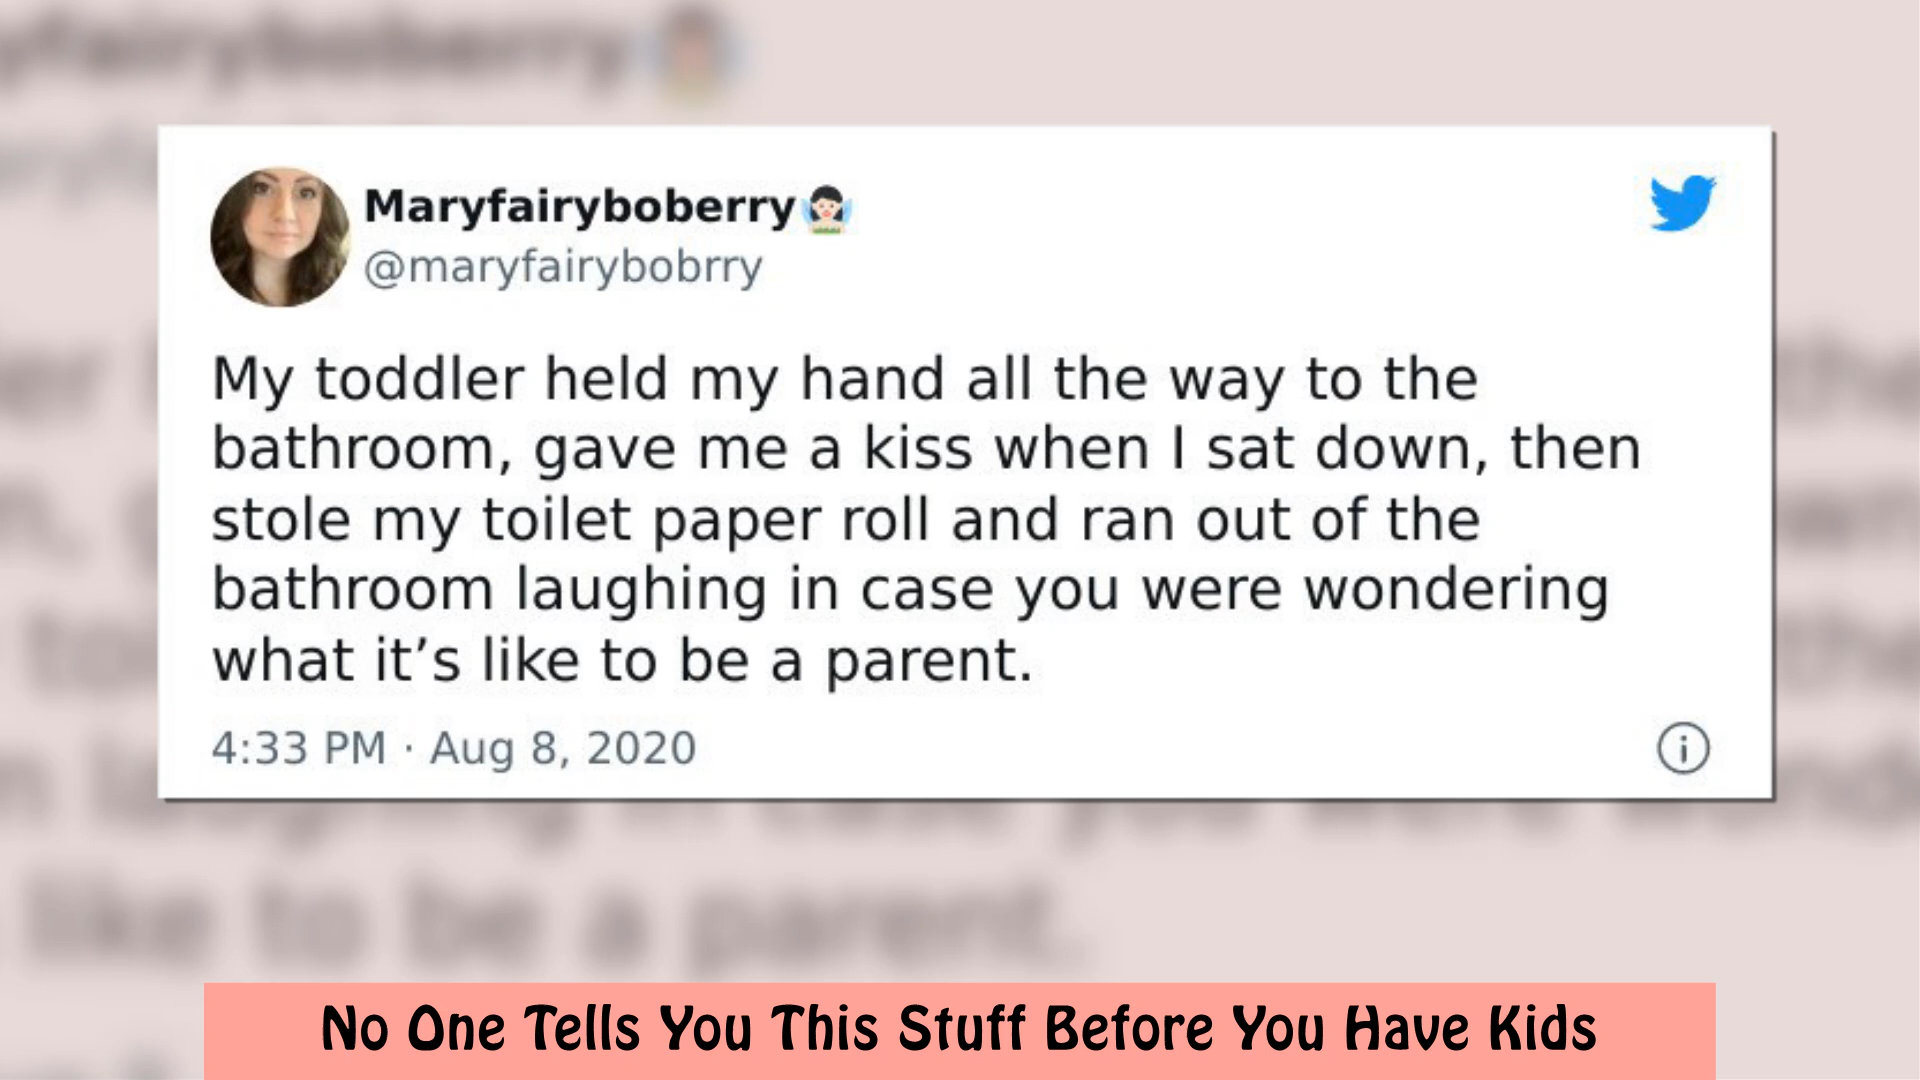 Maryfairyboberry🧚🏻‍♀️
@maryfairybobrry
My toddler held my hand all the way to the
bathroom, gave me a kiss when I sat down, then
stole my toilet paper roll and ran out of the
bathroom laughing in case you were wondering
what it’s like to be a parent.
4:33 PM · Aug 8, 2020
No One Tells You This Stuff Before You Have Kids